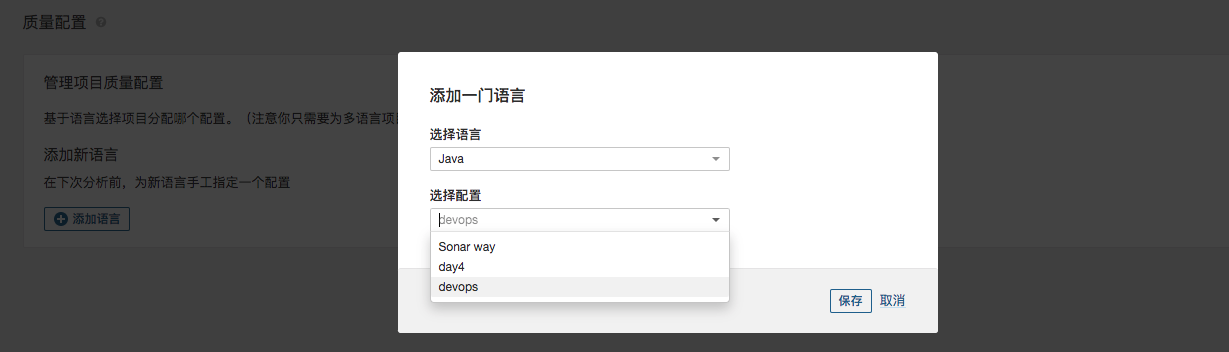 质量配置
管理项目质量配置
基于语言选择项目分配哪个配置。（注意你只需要为多语言项
添加新语言
在下次分析前，为新语言手工指定一个配置
添加语言
添加一门语言
选择语言
Java
选择配置
devops
Sonar way
day4
devops
保存 取消